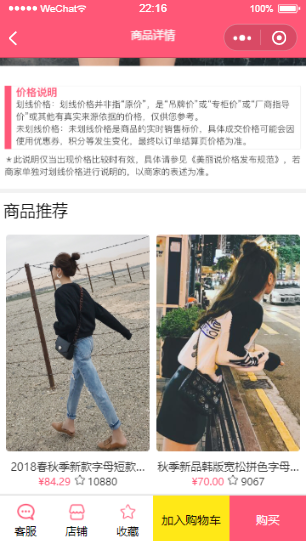 WeChat 22:16 100%
商品详情
价格说明
划线价格：划线价格并非指“原价”，是“吊牌价”或“专柜价”或“厂商指导
价”或其他有真实来源依据的价格，仅供您参考。
未划线价格：未划线价格是商品的实时销售标价，具体成交价格可能会因
使用优惠券、积分等发生变化，最终以订单结算页价格为准。
*此说明仅当出现价格比较时有效，具体请参见《美丽说价格发布规范》，若
商家单独对划线价格进行说明的，以商家的表述为准。
商品推荐
2018春秋季新款字母短款...
¥84.29 10880
秋季新品韩版宽松拼色字母...
¥70.00 9067
客服
店铺
收藏
加入购物车
购买